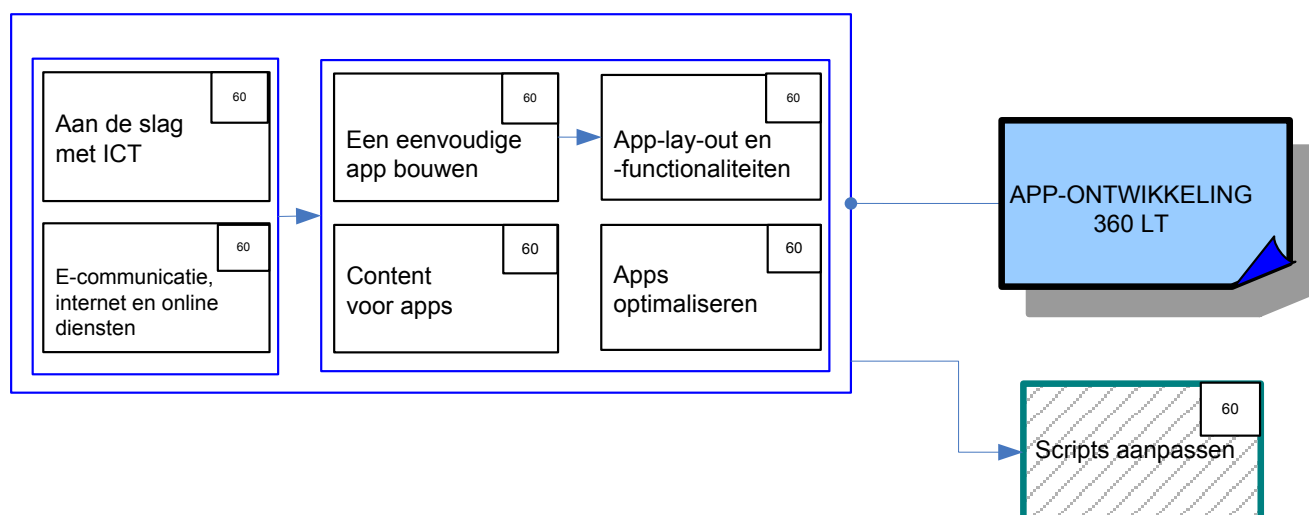 60
Aan de slag
met ICT
60
E-communicatie,
internet en online
diensten
60
Een eenvoudige
app bouwen
60
App-lay-out en
-functionaliteiten
60
Content
voor apps
60
Apps
optimaliseren
APP-ONTWIKKELING
360 LT
60
Scripts aanpassen